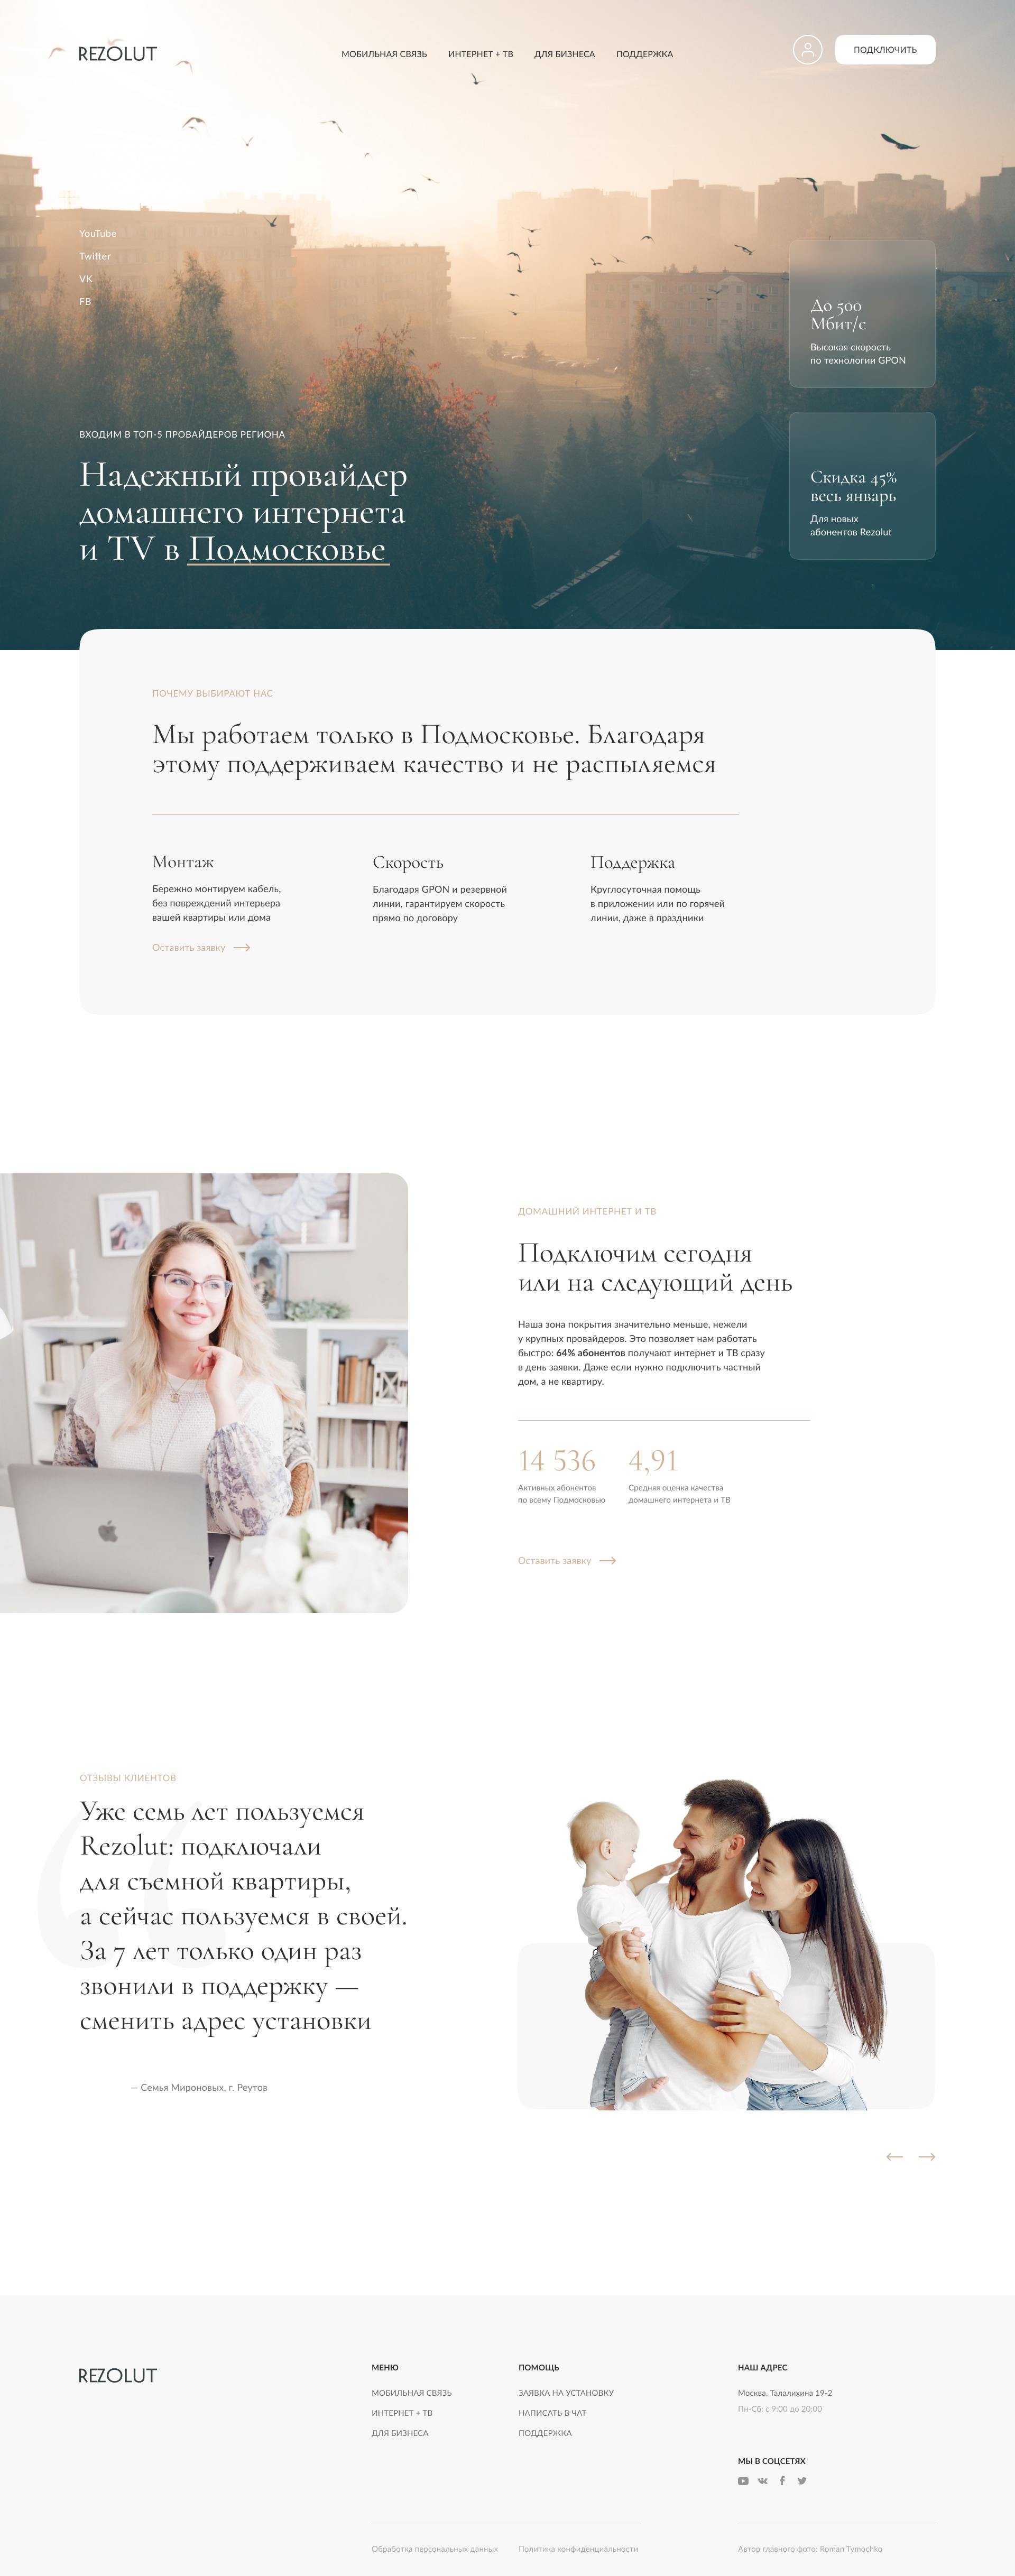 REZOLUT
МОБИЛЬНАЯ СВЯЗЬ
ИНТЕРНЕТ + ТВ
ДЛЯ БИЗНЕСА
ПОДДЕРЖКА
ПОДКЛЮЧИТЬ
YouTube
Twitter
VK
FB
До 500
Мбит/с
Высокая скорость
по технологии GPON
ВХОДИМ В ТОП-5 ПРОВАЙДЕРОВ РЕГИОНА
Надежный провайдер
домашнего интернета
и TV в Подмосковье
Скидка 45%
весь январь
Для новых
абонентов Rezolut
ПОЧЕМУ ВЫБИРАЮТ НАС
Мы работаем только в Подмосковье. Благодаря
этому поддерживаем качество и не распыляемся
Монтаж
Бережно монтируем кабель,
без повреждений интерьера
вашей квартиры или дома
Оставить заявку
Скорость
Благодаря GPON и резервной
линии, гарантируем скорость
прямо по договору
Поддержка
Круглосуточная помощь
в приложении или по горячей
линии, даже в праздники
ДОМАШНИЙ ИНТЕРНЕТ И ТВ
Подключим сегодня
или на следующий день
Наша зона покрытия значительно меньше, нежели
у крупных провайдеров. Это позволяет нам работать
быстро: 64% абонентов получают интернет и ТВ сразу
в день заявки. Даже если нужно подключить частный
дом, а не квартиру.
14 536
Активных абонентов
по всему Подмосковью
4,91
Средняя оценка качества
домашнего интернета и ТВ
Оставить заявку
ОТЗЫВЫ КЛИЕНТОВ
“
Уже семь лет пользуемся
Rezolut: подключали
для съемной квартиры,
а сейчас пользуемся в своей.
За 7 лет только один раз
звонили в поддержку —
сменить адрес установки
— Семья Мироновых, г. Реутов
REZOLUT
МЕНЮ
МОБИЛЬНАЯ СВЯЗЬ
ИНТЕРНЕТ + ТВ
ДЛЯ БИЗНЕСА
ПОМОЩЬ
ЗАЯВКА НА УСТАНОВКУ
НАПИСАТЬ В ЧАТ
ПОДДЕРЖКА
НАШ АДРЕС
Москва, Талалихина 19-2
Пн-Сб: с 9:00 до 20:00
МЫ В СОЦСЕТЯХ
Обработка персональных данных
Политика конфиденциальности
Автор главного фото: Roman Tymochko